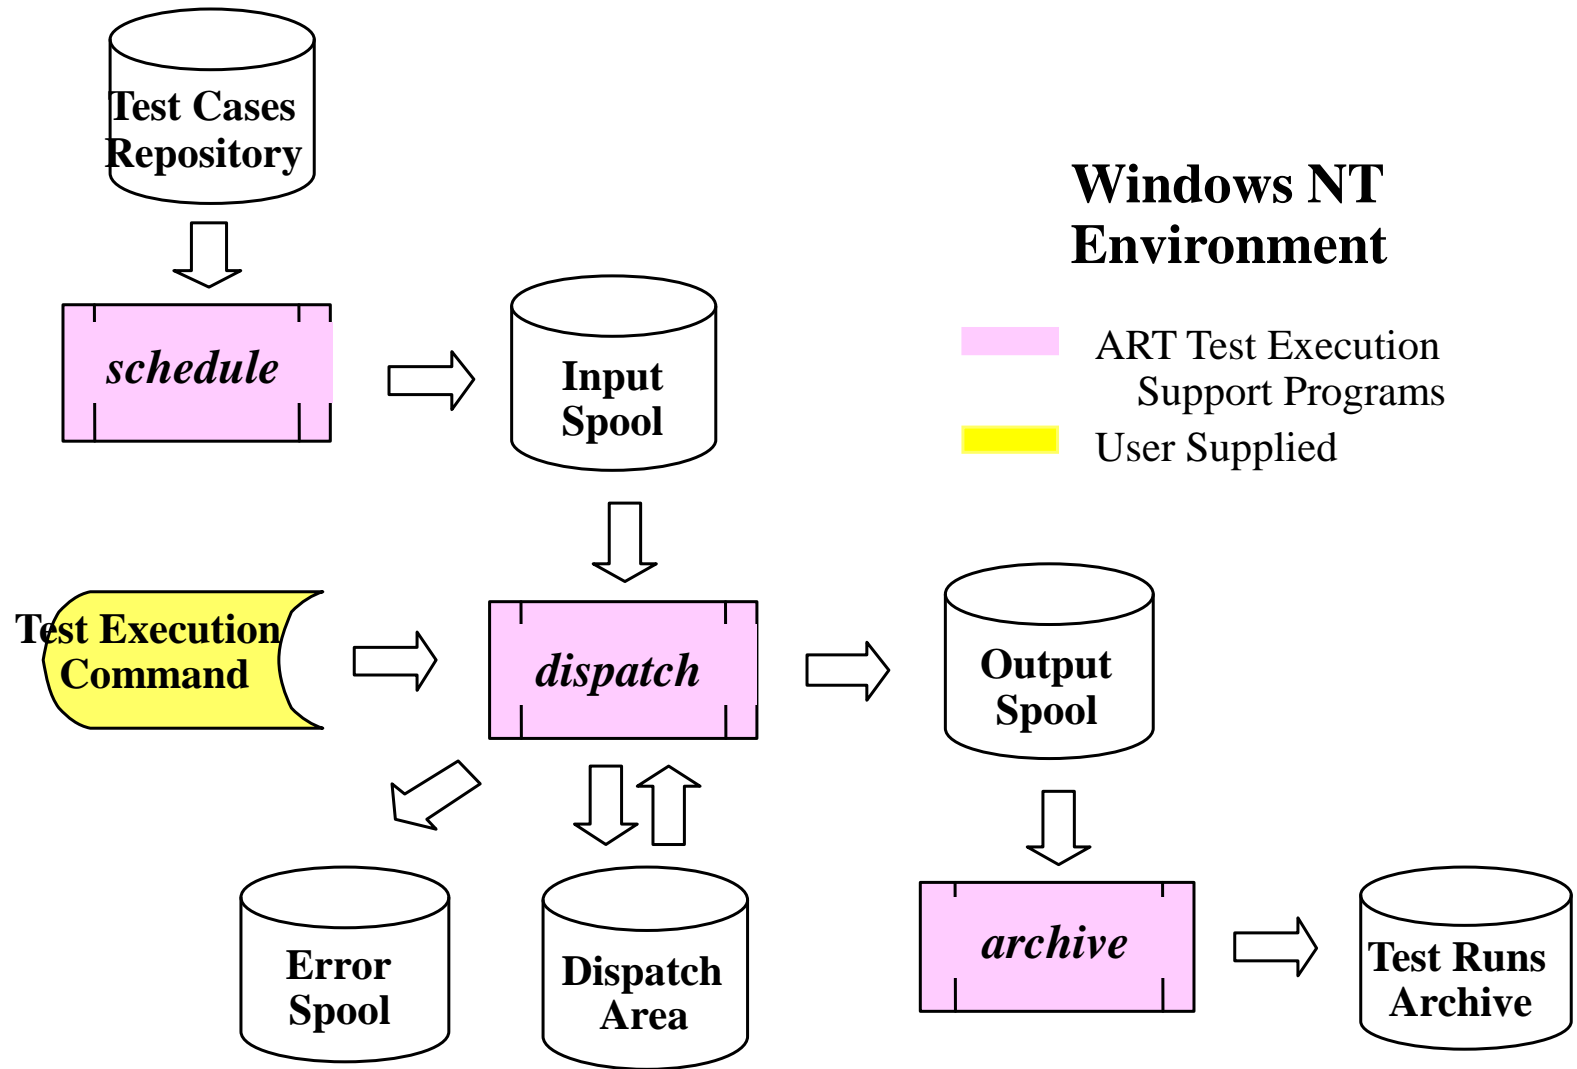 Test Cases
Repository
Windows NT
Environment
schedule
Input
Spool
ART Test Execution
Support Programs
User Supplied
Test Execution
Command
dispatch
Output
Spool
Error
Spool
Dispatch
Area
archive
Test Runs
Archive